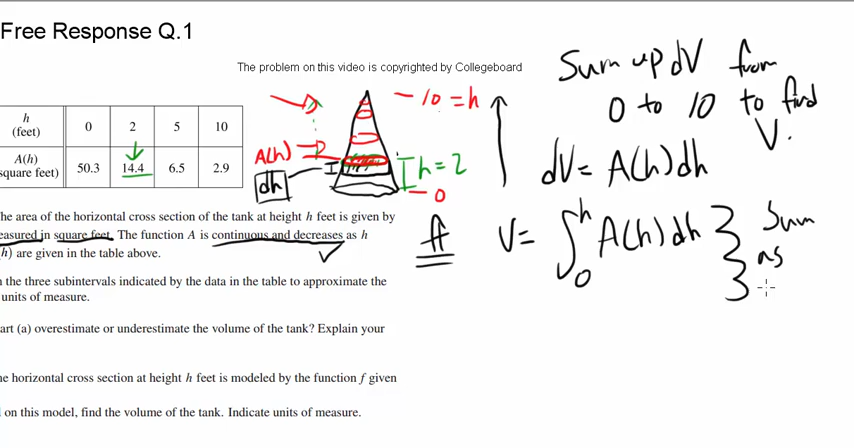 Free Response Q.1
The problem on this video is copyrighted by Collegeboard
h (feet) 0 2 5 10
A(h) square feet) 50.3 14.4 6.5 2.9
10 = h
A(h)
h = 2
dh
0
he area of the horizontal cross section of the tank at height h feet is given by
easured in square feet. The function A is continuous and decreases as h
h) are given in the table above.
n the three subintervals indicated by the data in the table to approximate the
units of measure.
art (a) overestimate or underestimate the volume of the tank? Explain your
he horizontal cross section at height h feet is modeled by the function f given
on this model, find the volume of the tank. Indicate units of measure.
Sum up dV from
0 to 10 to find
V.
dV = A(h)dh
ft V = ∫₀ʰ A(h)dh } Sum
as